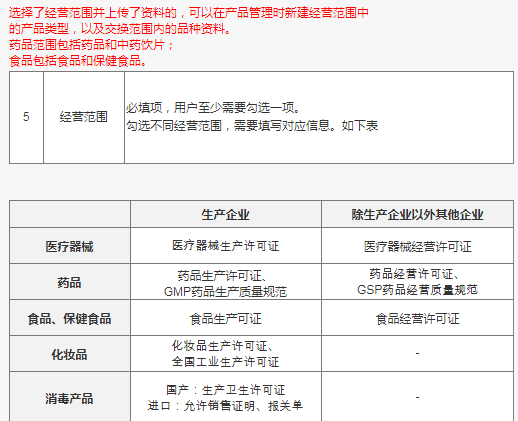 选择了经营范围并上传了资料的，可以在产品管理时新建经营范围中
的产品类型，以及交换范围内的品种资料。
药品范围包括药品和中药饮片；
食品包括食品和保健食品。
5 经营范围 必填项，用户至少需要勾选一项。
勾选不同经营范围，需要填写对应信息。如下表
生产企业 除生产企业以外其他企业
医疗器械 医疗器械生产许可证 医疗器械经营许可证
药品 药品生产许可证、 药品经营许可证、
GMP药品生产质量规范 GSP药品经营质量规范
食品、保健食品 食品生产可证 食品经营许可证
化妆品 化妆品生产许可证、 -
全国工业生产许可证
消毒产品 国产：生产卫生许可证 -
进口：允许销售证明、报关单